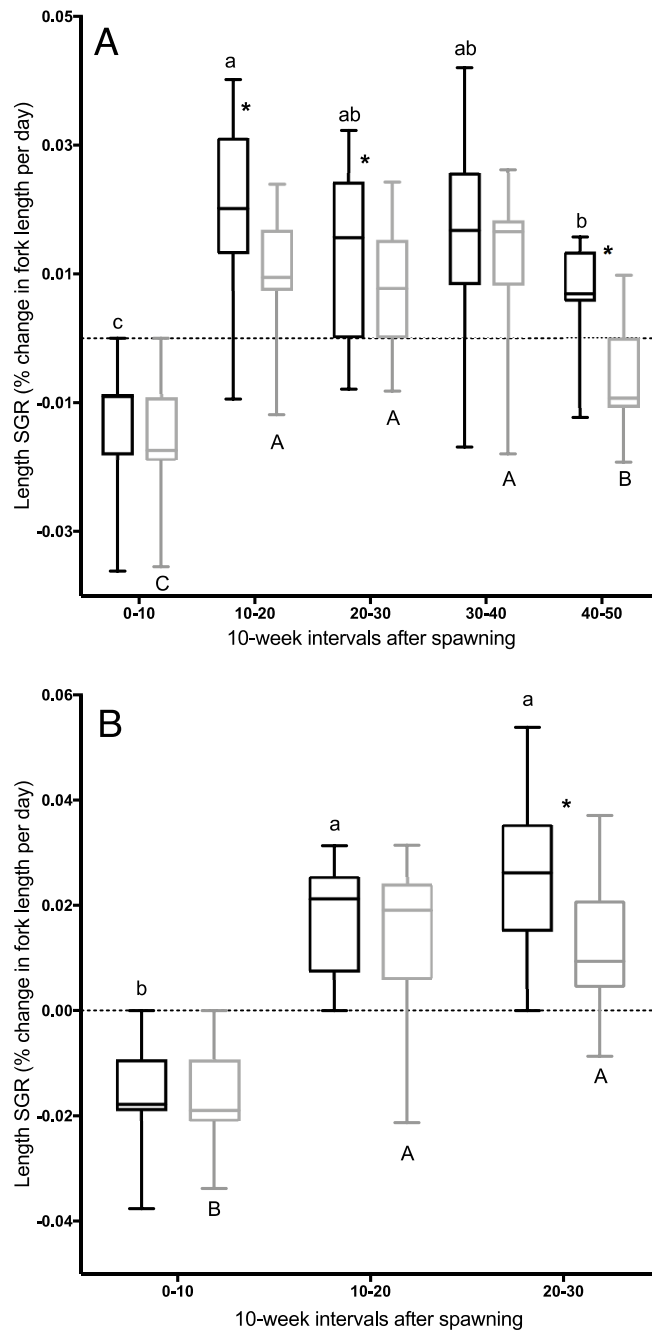 A
Length SGR (% change in fork length per day)
0.05
0.03
0.01
-0.01
-0.03
c
a
*
ab
*
ab
b
*
C
A
A
A
B
0-10
10-20
20-30
30-40
40-50
10-week intervals after spawning
B
Length SGR (% change in fork length per day)
0.06
0.04
0.02
0.00
-0.02
-0.04
b
a
a
*
B
A
A
0-10
10-20
20-30
10-week intervals after spawning